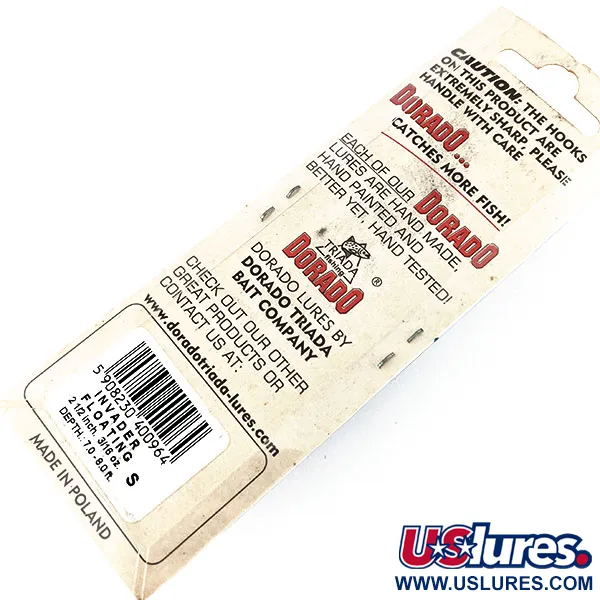 CAUTION: THE HOOKS
ON THIS PRODUCT ARE
EXTREMELY SHARP. PLEASE
HANDLE WITH CARE
DORADO ...
CATCHES MORE FISH!
EACH OF OUR DORADO
LURES ARE HAND MADE,
HAND PAINTED AND
BETTER YET, HAND TESTED!
TRIADA
fishing
DORADO ®
DORADO LURES BY
DORADO TRIADA
BAIT COMPANY
CHECK OUT OUR OTHER
GREAT PRODUCTS OR
CONTACT US AT:
www.doradotriada-lures.com
5 908230 400964
INVADER
FLOATING S
2 1/2 inch. 3/16 oz.
DEPTH: 7.0 - 8.0 ft.
MADE IN POLAND
USlures.
WWW.USLURES.COM